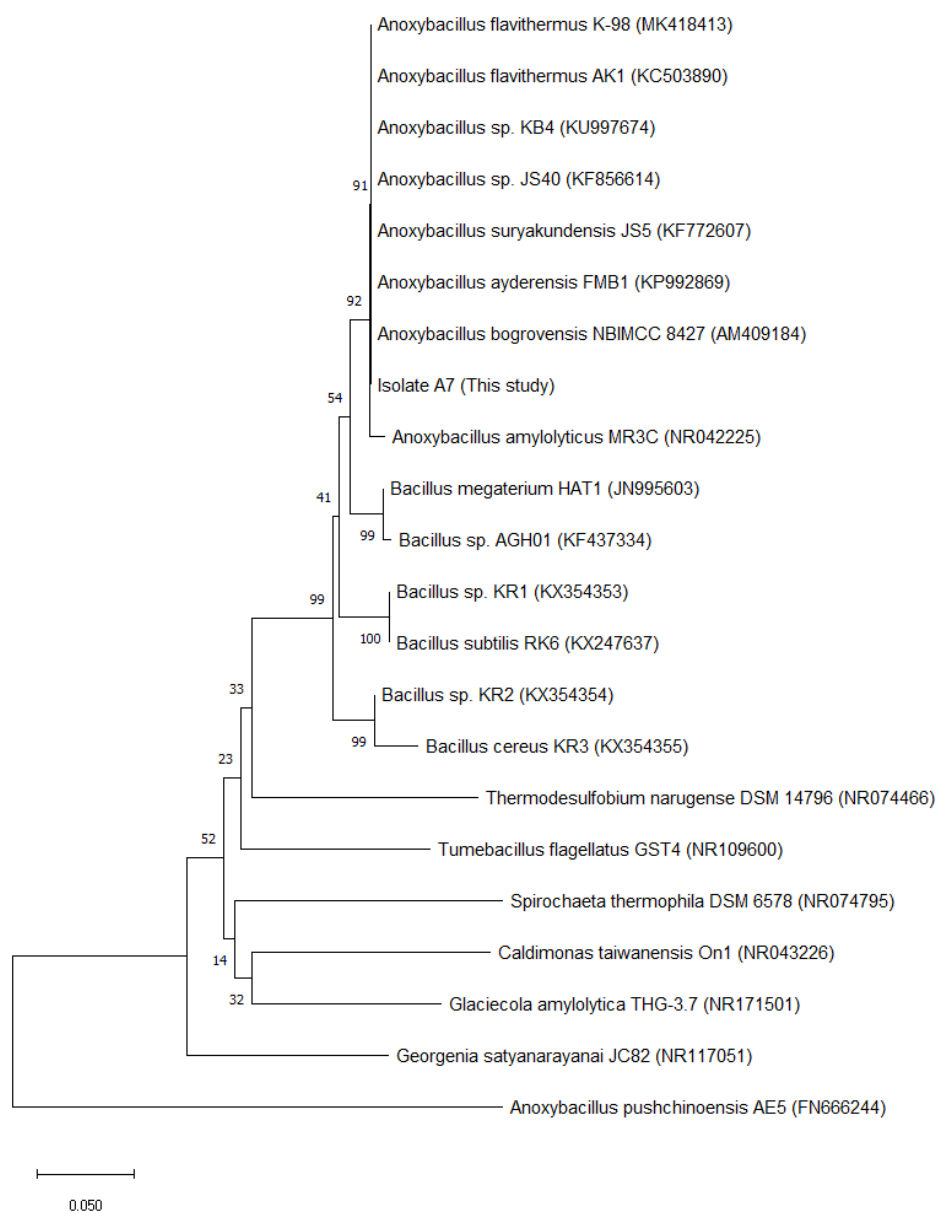 Anoxybacillus flavithermus K-98 (MK418413)
Anoxybacillus flavithermus AK1 (KC503890)
Anoxybacillus sp. KB4 (KU997674)
91
Anoxybacillus sp. JS40 (KF856614)
Anoxybacillus suryakundensis JS5 (KF772607)
Anoxybacillus ayderensis FMB1 (KP992869)
92
Anoxybacillus bogrovensis NBIMCC 8427 (AM409184)
Isolate A7 (This study)
54
Anoxybacillus amylolyticus MR3C (NR042225)
Bacillus megaterium HAT1 (JN995603)
41
99
Bacillus sp. AGH01 (KF437334)
Bacillus sp. KR1 (KX354353)
99
100
Bacillus subtilis RK6 (KX247637)
33
Bacillus sp. KR2 (KX354354)
99
Bacillus cereus KR3 (KX354355)
23
Thermodesulfobium narugense DSM 14796 (NR074466)
52
Tumebacillus flagellatus GST4 (NR109600)
Spirochaeta thermophila DSM 6578 (NR074795)
14
Caldimonas taiwanensis On1 (NR043226)
32
Glaciecola amylolytica THG-3.7 (NR171501)
Georgenia satyanarayanai JC82 (NR117051)
Anoxybacillus pushchinoensis AE5 (FN666244)
0.050